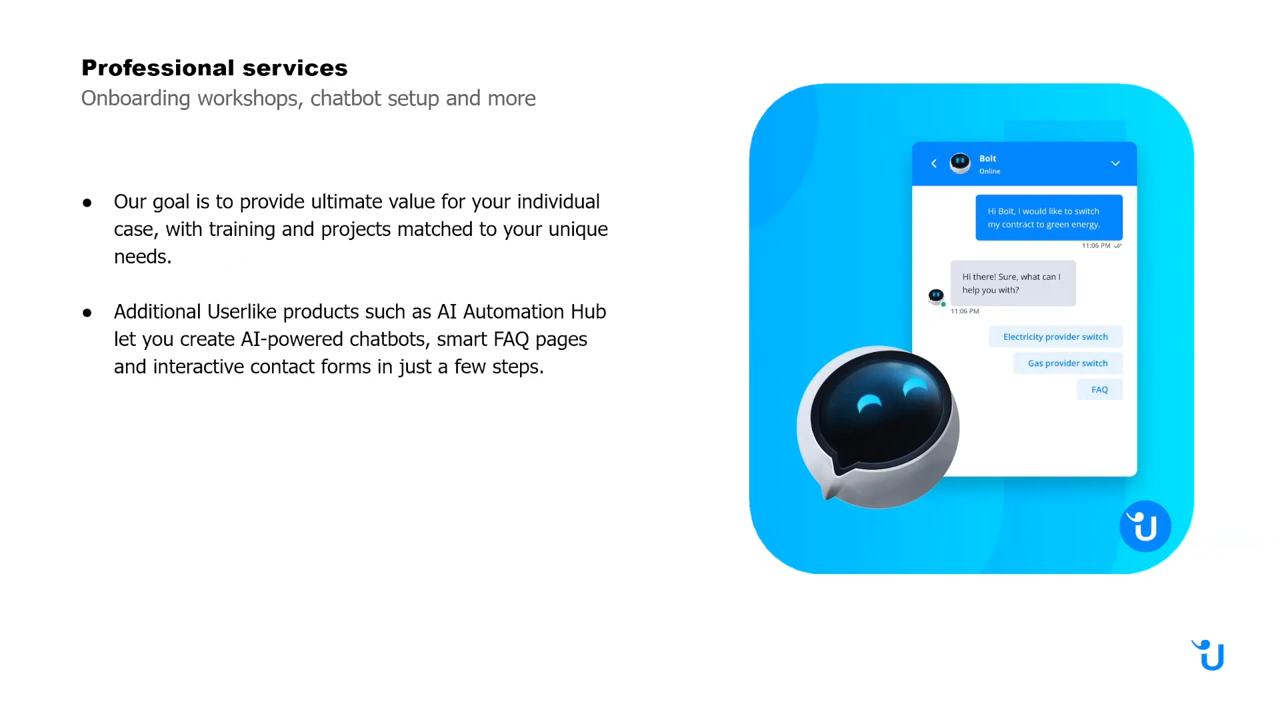 Professional services
Onboarding workshops, chatbot setup and more
● Our goal is to provide ultimate value for your individual
case, with training and projects matched to your unique
needs.
● Additional Userlike products such as AI Automation Hub
let you create AI-powered chatbots, smart FAQ pages
and interactive contact forms in just a few steps.
Bolt
Online
Hi Bolt, I would like to switch
my contract to green energy.
11:06 PM
Hi there! Sure, what can I
help you with?
11:06 PM
Electricity provider switch
Gas provider switch
FAQ